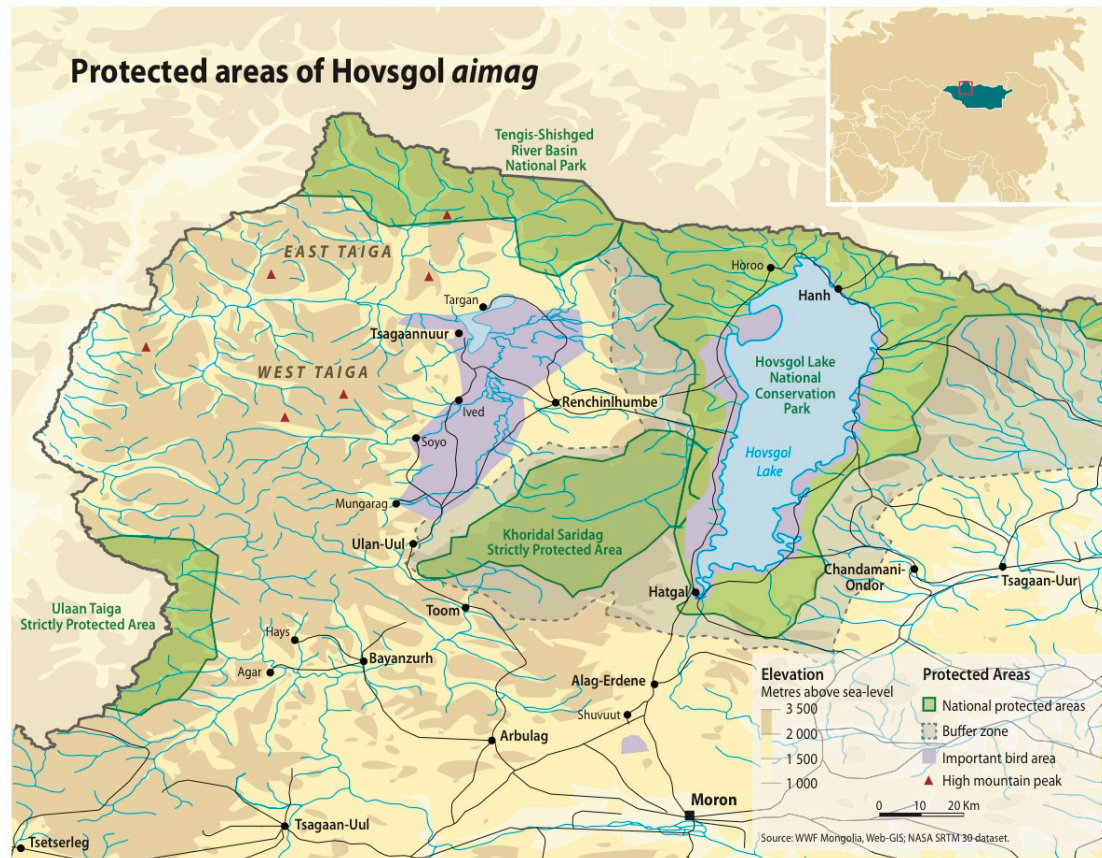 Protected areas of Hovsgol aimag
Tengis-Shishged
River Basin
National Park
EAST TAIGA
Horoo
Hanh
Targan
Tsagaannuur
WEST TAIGA
Hovsgol Lake
National
Conservation
Park
Renchinlhumbe
Ived
Soyo
Hovsgol
Lake
Mungarag
Khoridal Saridag
Strictly Protected Area
Ulan-Uul
Chandamani-
Ondor
Tsagaan-Uur
Hatgal
Ulaan Taiga
Strictly Protected Area
Toom
Hays
Bayanzurh
Agar
Alag-Erdene
Shuvuut
Arbulag
Moron
Tsagaan-Uul
Tsetserleg
Elevation
Metres above sea-level
3 500
2 000
1 500
1 000
Protected Areas
National protected areas
Buffer zone
Important bird area
High mountain peak
0 10 20 Km
Source: WWF Mongolia, Web-GIS; NASA SRTM 30 dataset.